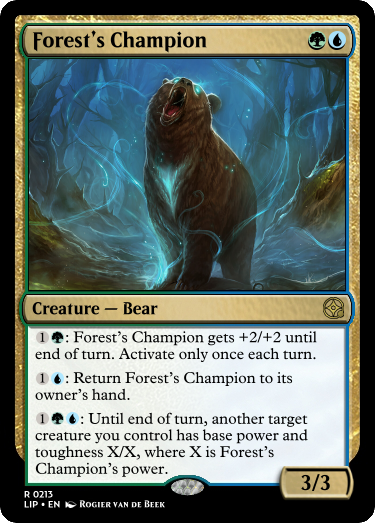 Forest's Champion
Creature — Bear
1: Forest's Champion gets +2/+2 until
end of turn. Activate only once each turn.
1: Return Forest's Champion to its
owner's hand.
1: Until end of turn, another target
creature you control has base power and
toughness X/X, where X is Forest's
Champion's power.
3/3
R 0213
LIP • EN Rogier van de Beek